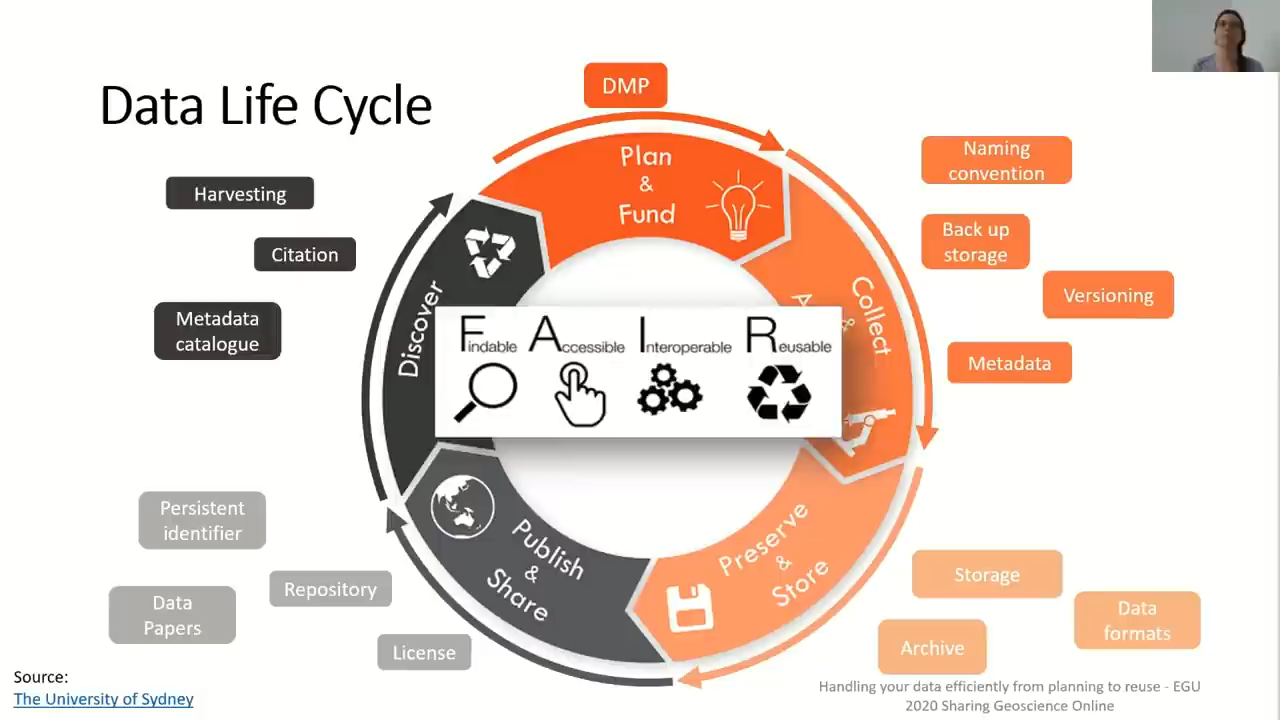 Data Life Cycle
DMP
Plan
&
Fund
Naming
convention
Back up
storage
Versioning
Metadata
Collect
&
Harvesting
Citation
Metadata
catalogue
Discover
Findable
Accessible
Interoperable
Reusable
Preserve
&
Store
Storage
Data
formats
Archive
Publish
&
Share
Persistent
identifier
Repository
Data
Papers
License
Source:
The University of Sydney
Handling your data efficiently from planning to reuse - EGU
2020 Sharing Geoscience Online